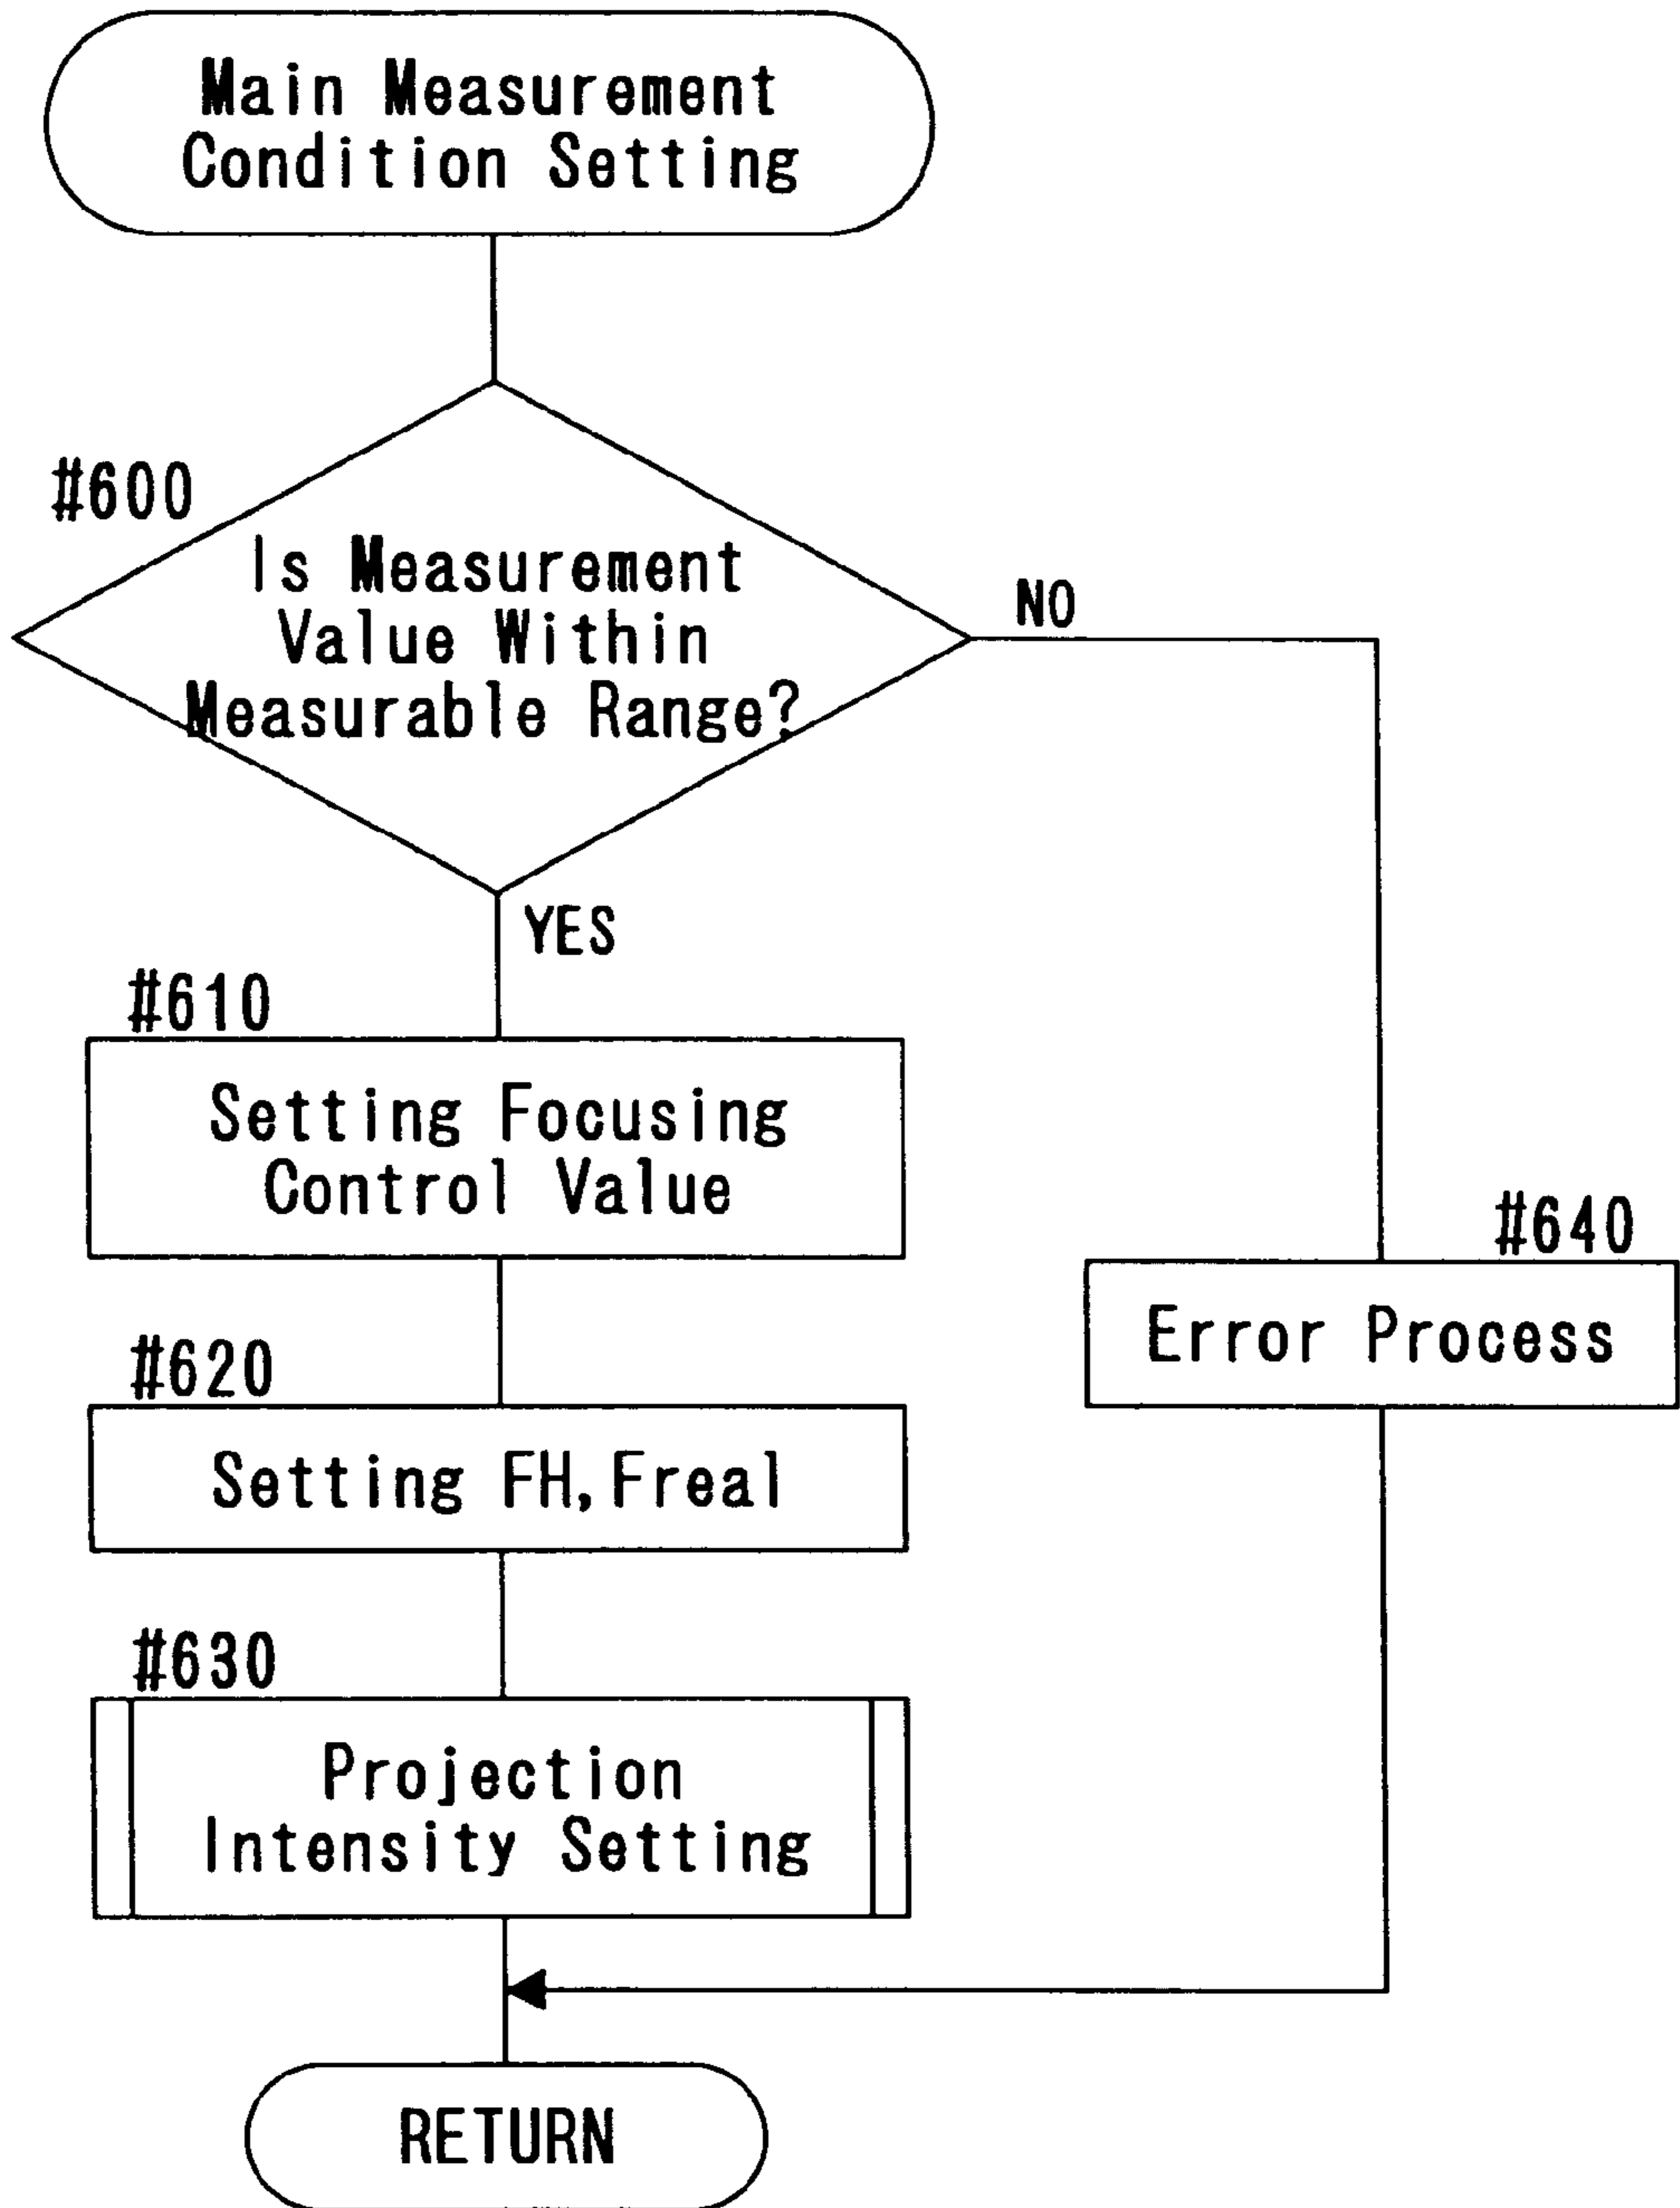 Main Measurement
Condition Setting
#600
Is Measurement
Value Within
Measurable Range?
NO
YES
#610
Setting Focusing
Control Value
#640
Error Process
#620
Setting FH, Freal
#630
Projection
Intensity Setting
RETURN